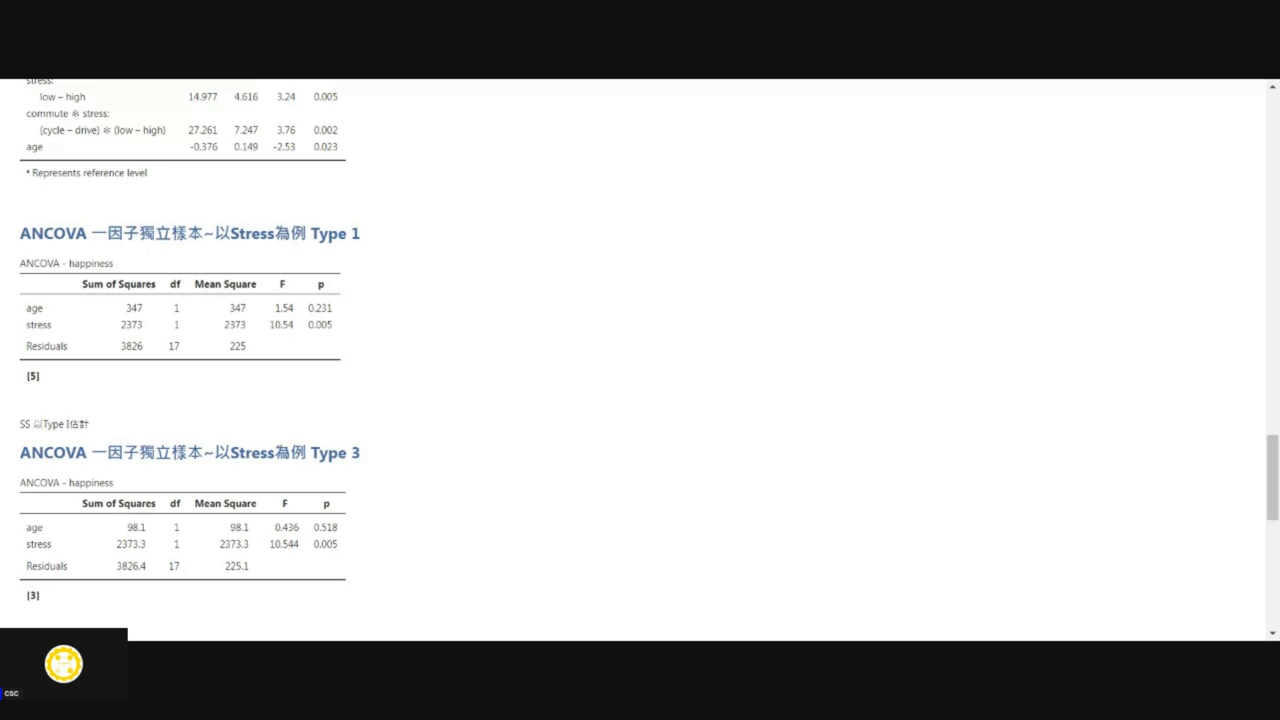 stress:
low – high 14.977 4.616 3.24 0.005
commute ✻ stress:
(cycle – drive) ✻ (low – high) 27.261 7.247 3.76 0.002
age -0.376 0.149 -2.53 0.023
* Represents reference level
ANCOVA 一因子獨立樣本~以Stress為例 Type 1
ANCOVA - happiness
Sum of Squares df Mean Square F p
age 347 1 347 1.54 0.231
stress 2373 1 2373 10.54 0.005
Residuals 3826 17 225
[5]
SS 以Type I估計
ANCOVA 一因子獨立樣本~以Stress為例 Type 3
ANCOVA - happiness
Sum of Squares df Mean Square F p
age 98.1 1 98.1 0.436 0.518
stress 2373.3 1 2373.3 10.544 0.005
Residuals 3826.4 17 225.1
[3]
csc